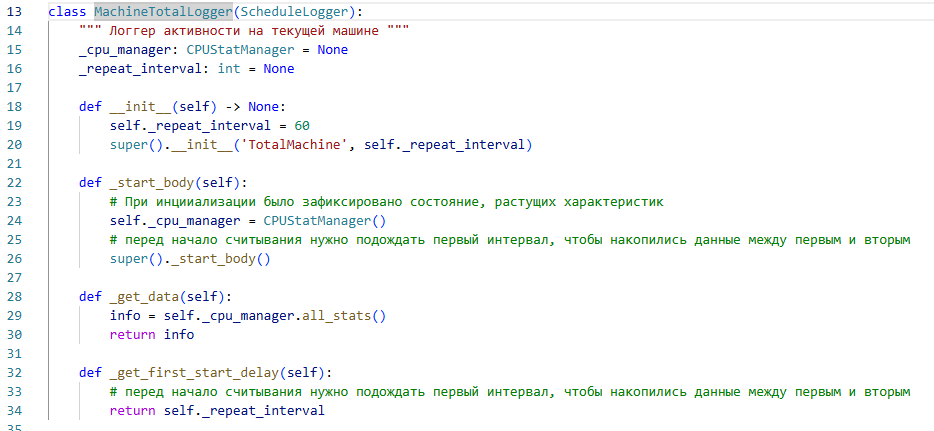 13 class MachineTotalLogger(ScheduleLogger):
14     """ Логгер активности на текущей машине """
15     _cpu_manager: CPUStatManager = None
16     _repeat_interval: int = None
17
18     def __init__(self) -> None:
19         self._repeat_interval = 60
20         super().__init__('TotalMachine', self._repeat_interval)
21
22     def _start_body(self):
23         # При инциализации было зафиксировано состояние, растущих характеристик
24         self._cpu_manager = CPUStatManager()
25         # перед начало считывания нужно подождать первый интервал, чтобы накопились данные между первым и вторым
26         super()._start_body()
27
28     def _get_data(self):
29         info = self._cpu_manager.all_stats()
30         return info
31
32     def _get_first_start_delay(self):
33         # перед начало считывания нужно подождать первый интервал, чтобы накопились данные между первым и вторым
34         return self._repeat_interval
35